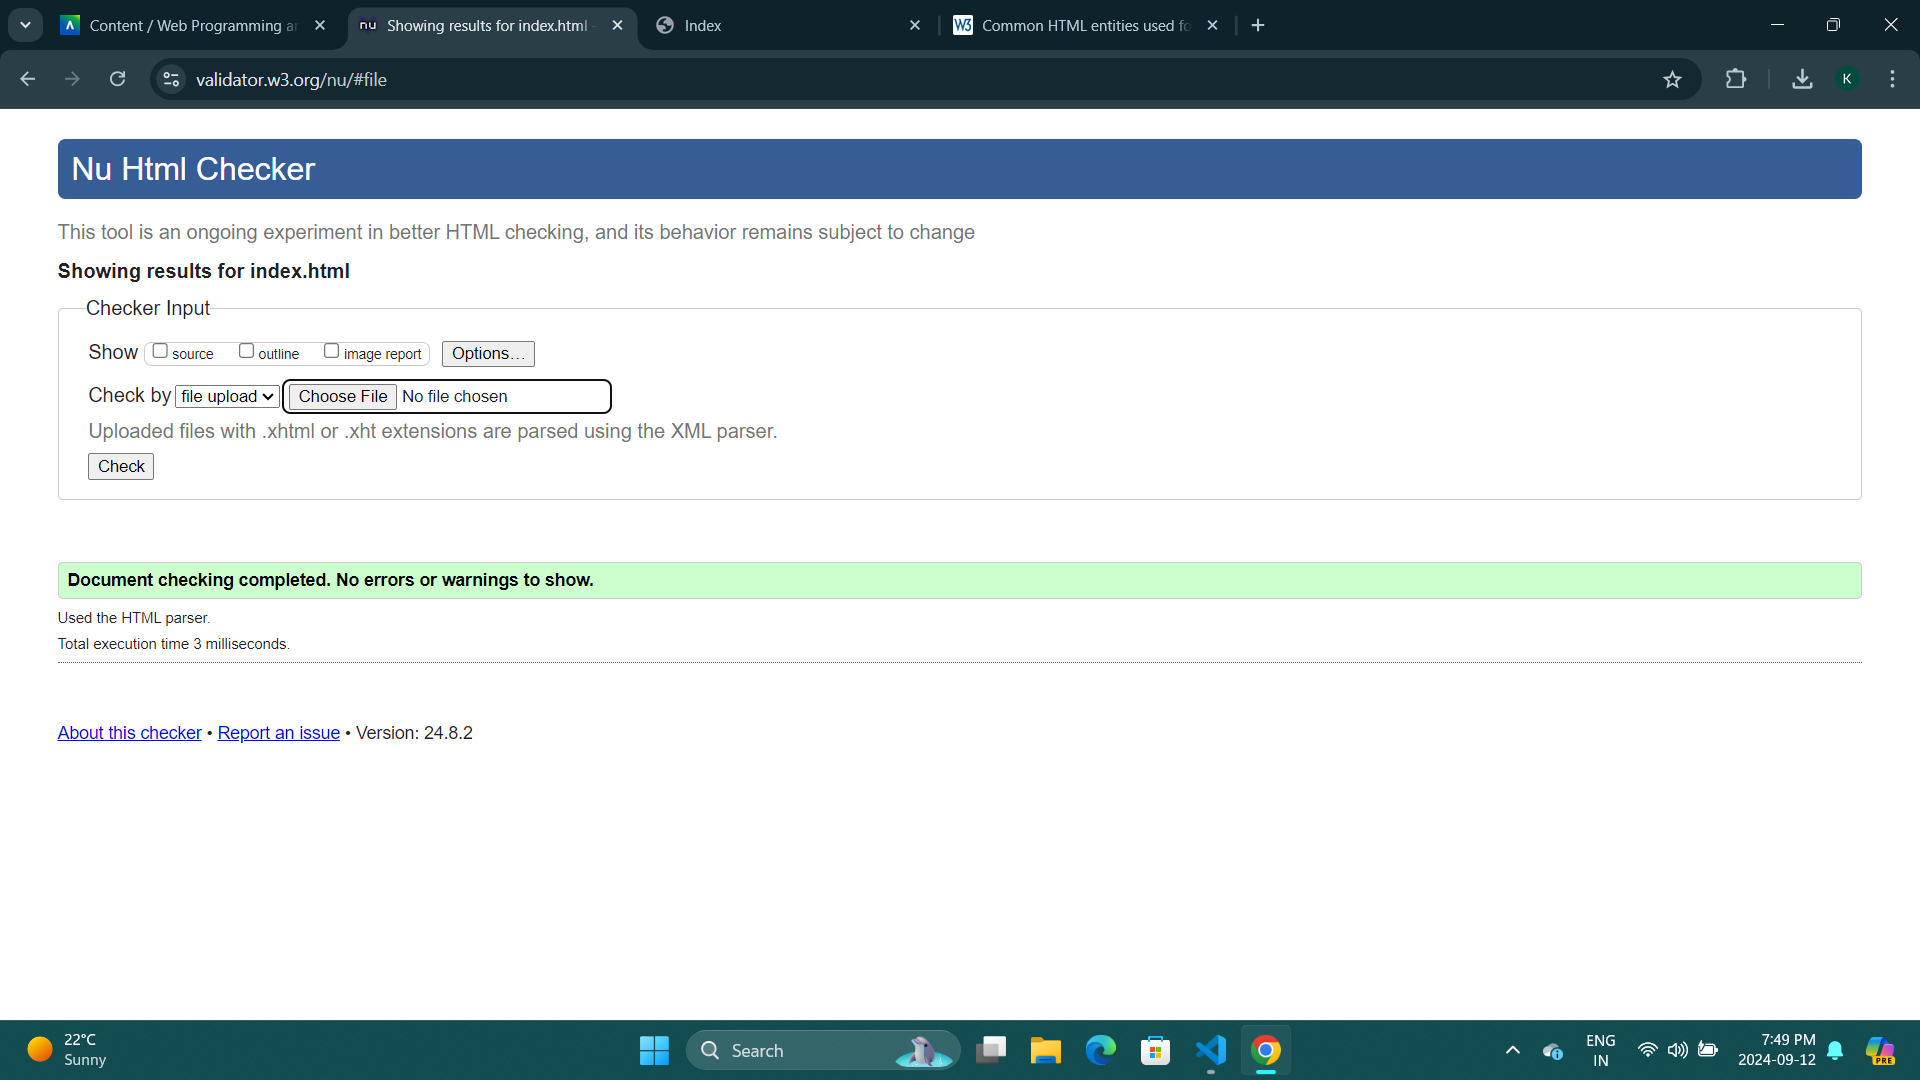 Content / Web Programming ar
nu
Showing results for index.html -
Index
W3
Common HTML entities used fo
validator.w3.org/nu/#file
K
Nu Html Checker
This tool is an ongoing experiment in better HTML checking, and its behavior remains subject to change
Showing results for index.html
Checker Input
Show source outline image report Options…
Check by file upload Choose File No file chosen
Uploaded files with .xhtml or .xht extensions are parsed using the XML parser.
Check
Document checking completed. No errors or warnings to show.
Used the HTML parser.
Total execution time 3 milliseconds.
About this checker • Report an issue • Version: 24.8.2
22°C
Sunny
Search
ENG
IN
7:49 PM
2024-09-12
PRE